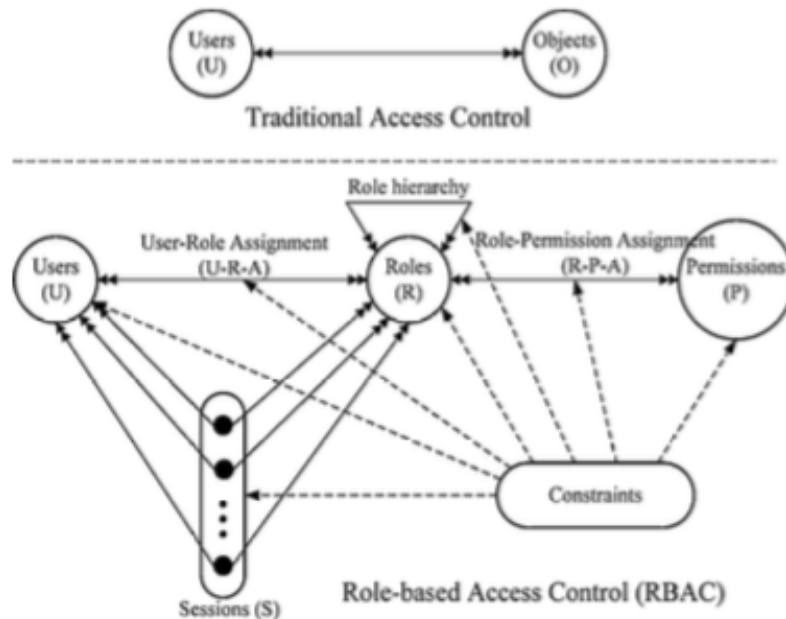 Users
(U)
Objects
(O)
Traditional Access Control
Role hierarchy
User-Role Assignment
(U-R-A)
Role-Permission Assignment
(R-P-A)
Users
(U)
Roles
(R)
Permissions
(P)
Constraints
Sessions (S)
Role-based Access Control (RBAC)